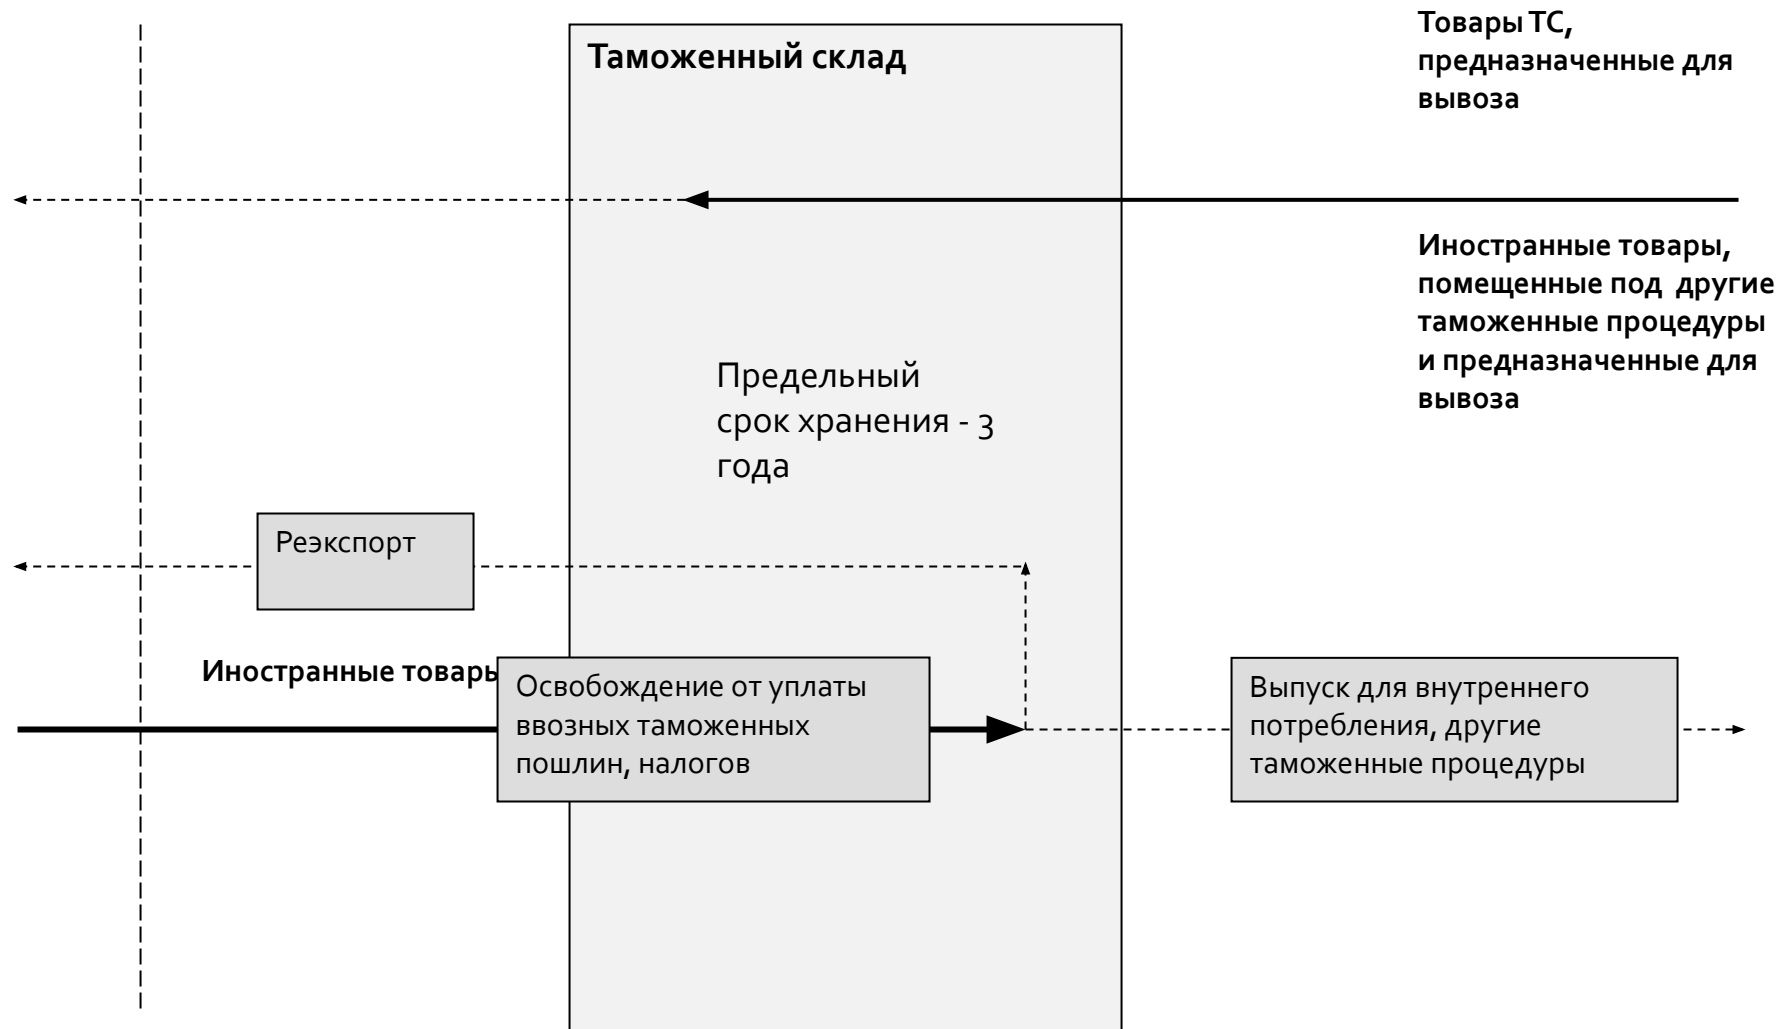 Таможенный склад
Товары ТС,
предназначенные для
вывоза
Иностранные товары,
помещенные под другие
таможенные процедуры
и предназначенные для
вывоза
Предельный
срок хранения - 3
года
Реэкспорт
Иностранные товары
Освобождение от уплаты
ввозных таможенных
пошлин, налогов
Выпуск для внутреннего
потребления, другие
таможенные процедуры